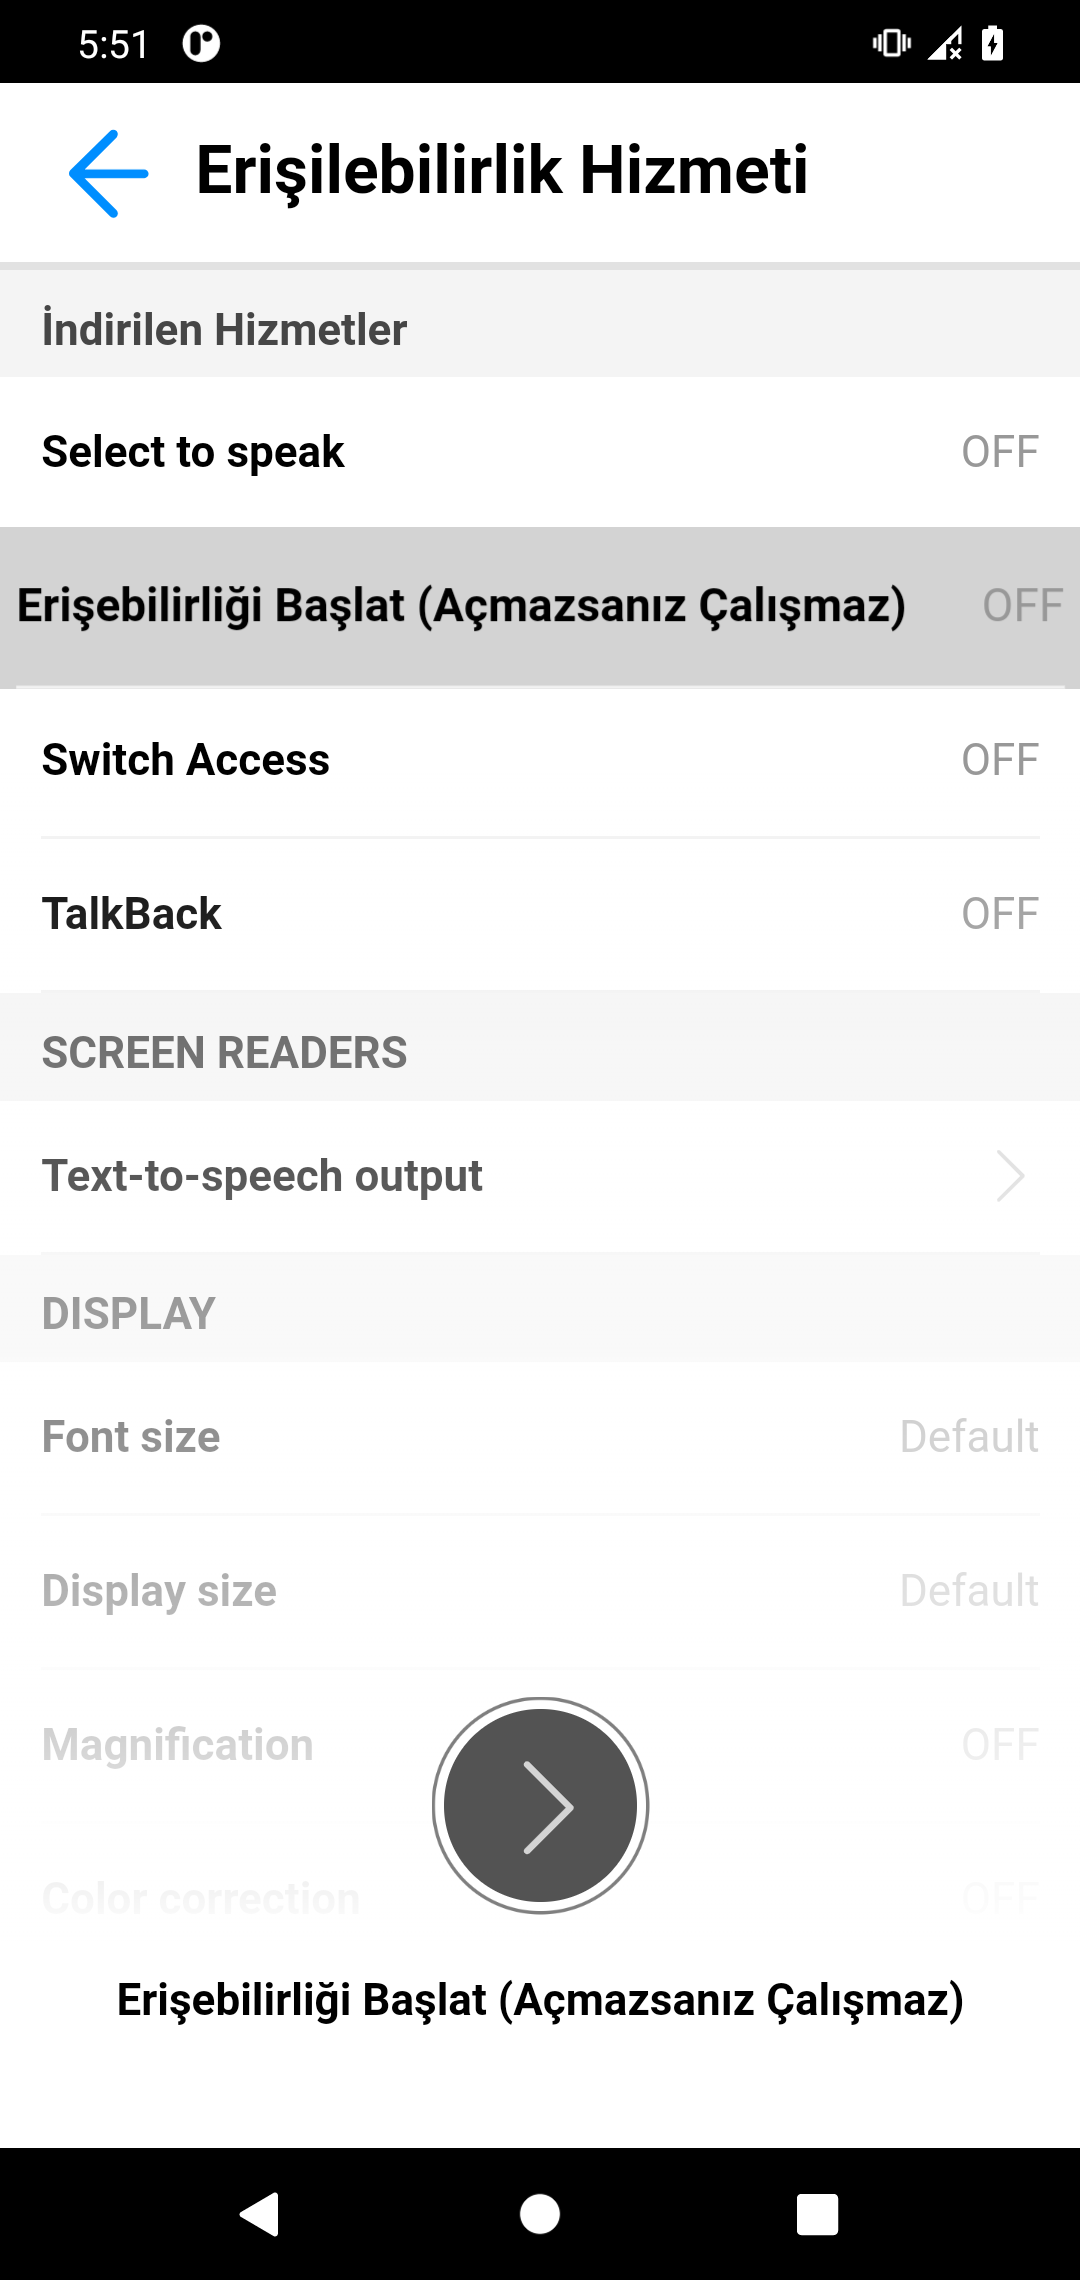 5:51
Erişilebilirlik Hizmeti
İndirilen Hizmetler
Select to speak OFF
Erişebilirliği Başlat (Açmazsanız Çalışmaz) OFF
Switch Access OFF
TalkBack OFF
SCREEN READERS
Text-to-speech output
DISPLAY
Font size Default
Display size Default
Magnification OFF
Color correction OFF
Erişebilirliği Başlat (Açmazsanız Çalışmaz)